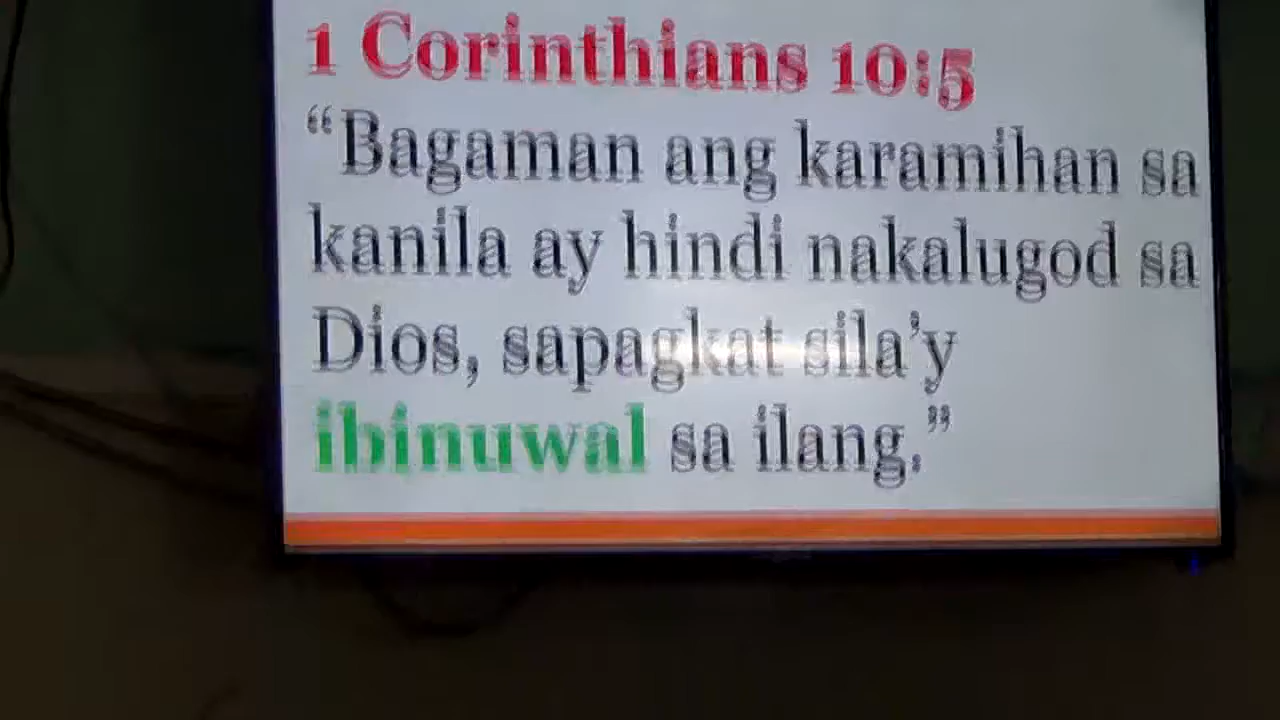 1 Corinthians 10:5
“Bagaman ang karamihan sa
kanila ay hindi nakalugod sa
Dios, sapagkat sila’y
ibinuwal sa ilang.”